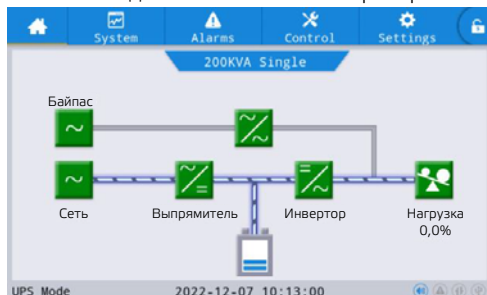 System Alarms Control Settings
200KVA Single
Байпас
Сеть Выпрямитель Инвертор Нагрузка
0,0%
UPS Mode 2022-12-07 10:13:00